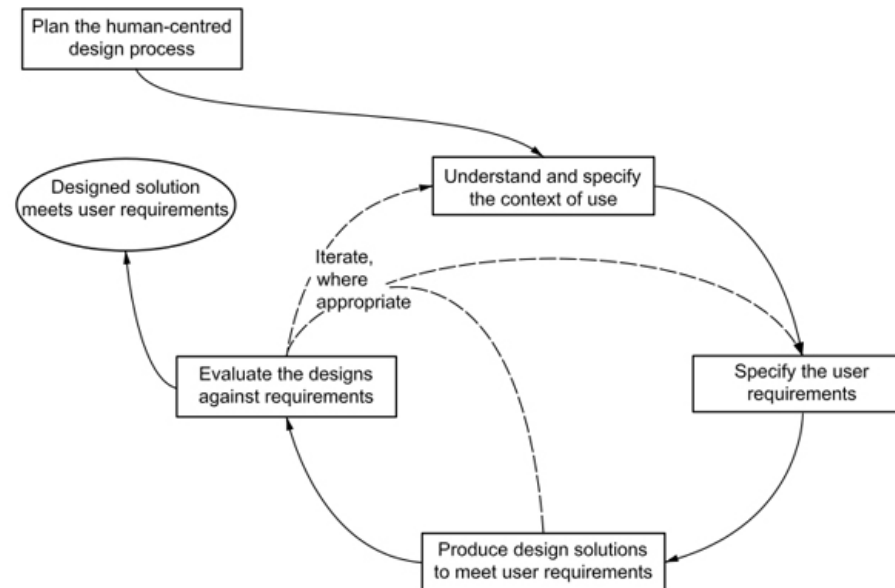 Plan the human-centred
design process
Understand and specify
the context of use
Designed solution
meets user requirements
Iterate,
where
appropriate
Evaluate the designs
against requirements
Specify the user
requirements
Produce design solutions
to meet user requirements